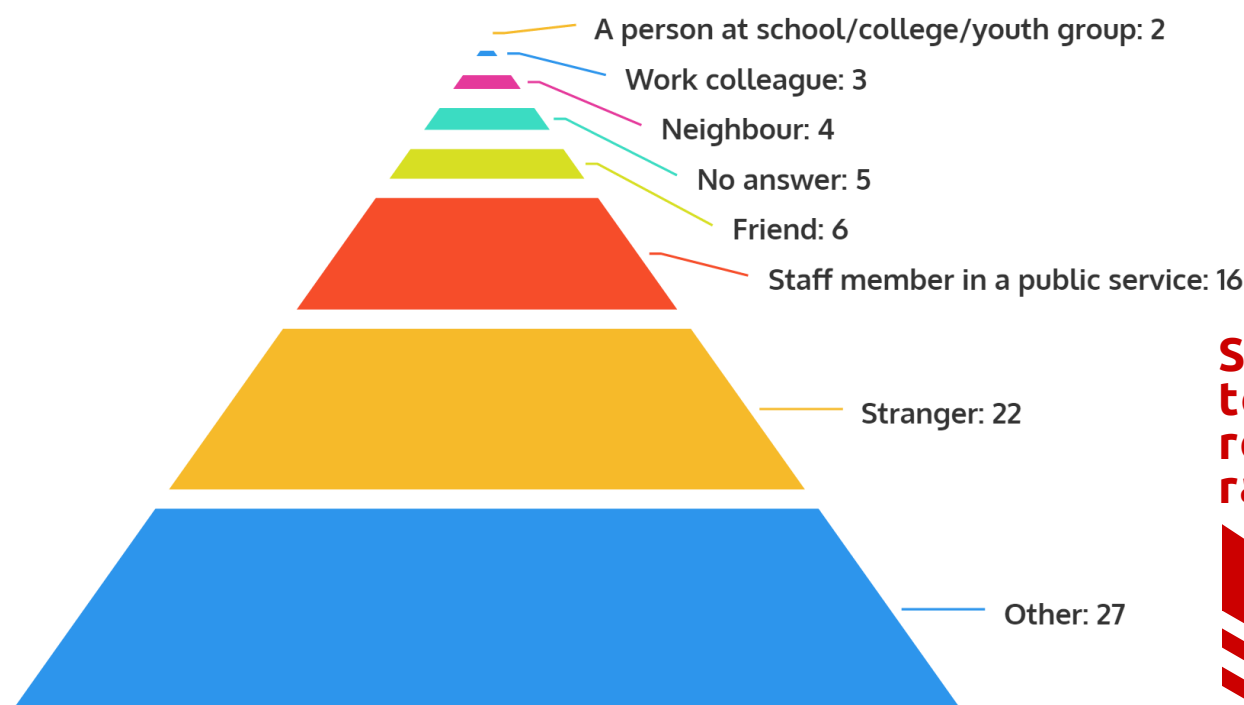 A person at school/college/youth group: 2
Work colleague: 3
Neighbour: 4
No answer: 5
Friend: 6
Staff member in a public service: 16
Stranger: 22
Other: 27